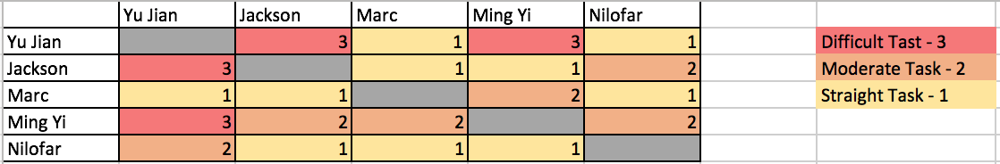 Yu Jian Jackson Marc Ming Yi Nilofar
Yu Jian 3 1 3 1 Difficult Tast - 3
Jackson 3 1 1 2 Moderate Task - 2
Marc 1 1 2 1 Straight Task - 1
Ming Yi 3 2 2 2
Nilofar 2 1 1 1